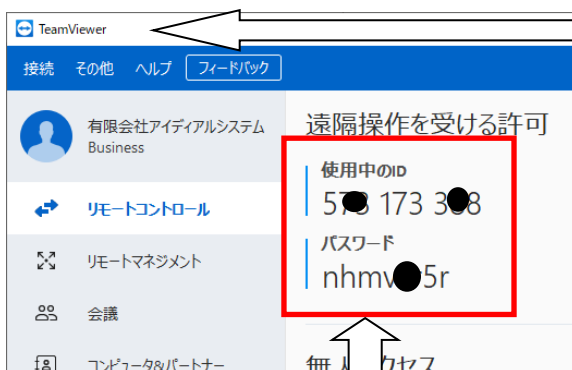 TeamViewer
接続 その他 ヘルプ フィードバック
有限会社アイディアルシステム
Business
リモートコントロール
リモートマネジメント
会議
コンピュータ&パートナー
遠隔操作を受ける許可
使用中のID
173
パスワード